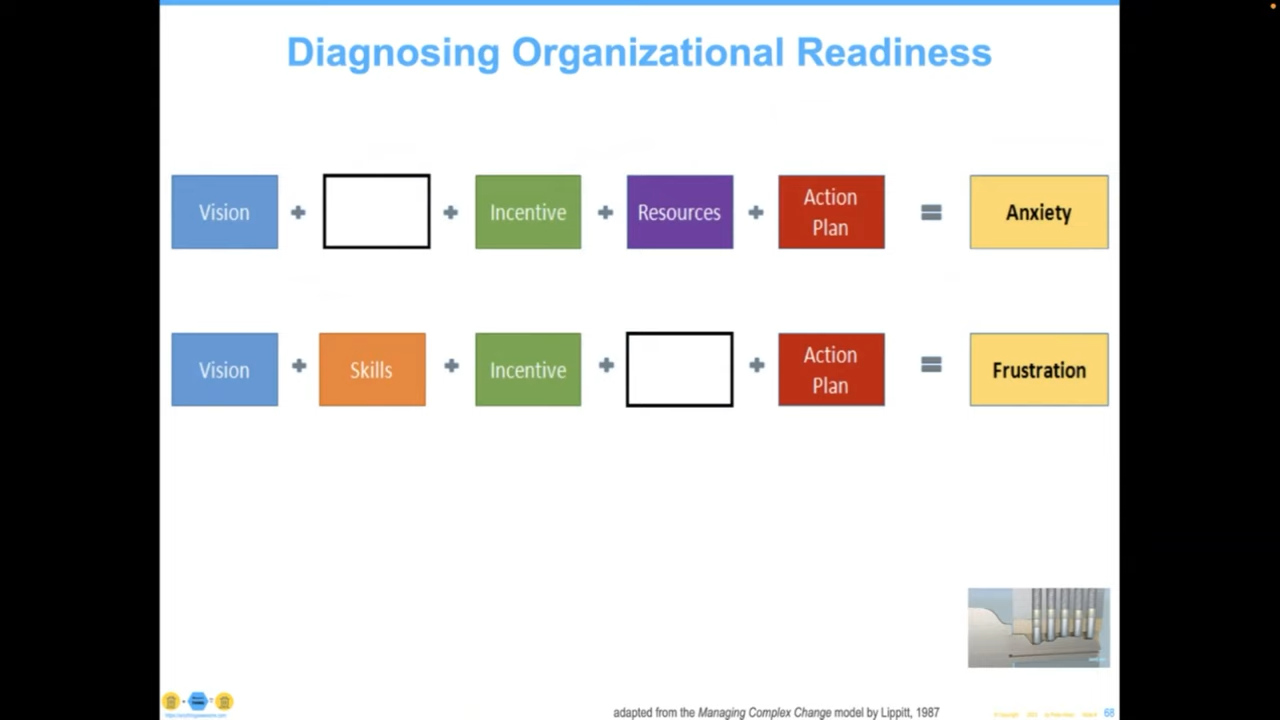 Diagnosing Organizational Readiness
Vision + Incentive + Resources + Action Plan = Anxiety
Vision + Skills + Incentive + Action Plan = Frustration
adapted from the Managing Complex Change model by Lippitt, 1987
68